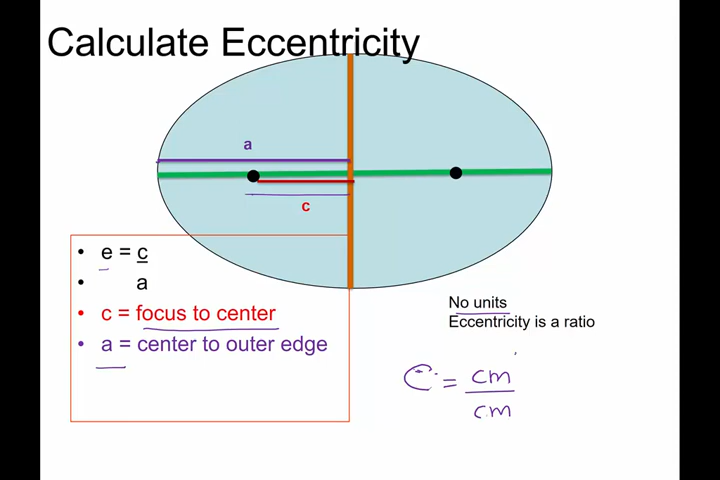 Calculate Eccentricity
a
c
• e = c
• a
• c = focus to center
• a = center to outer edge
No units
Eccentricity is a ratio
e = cm
cm